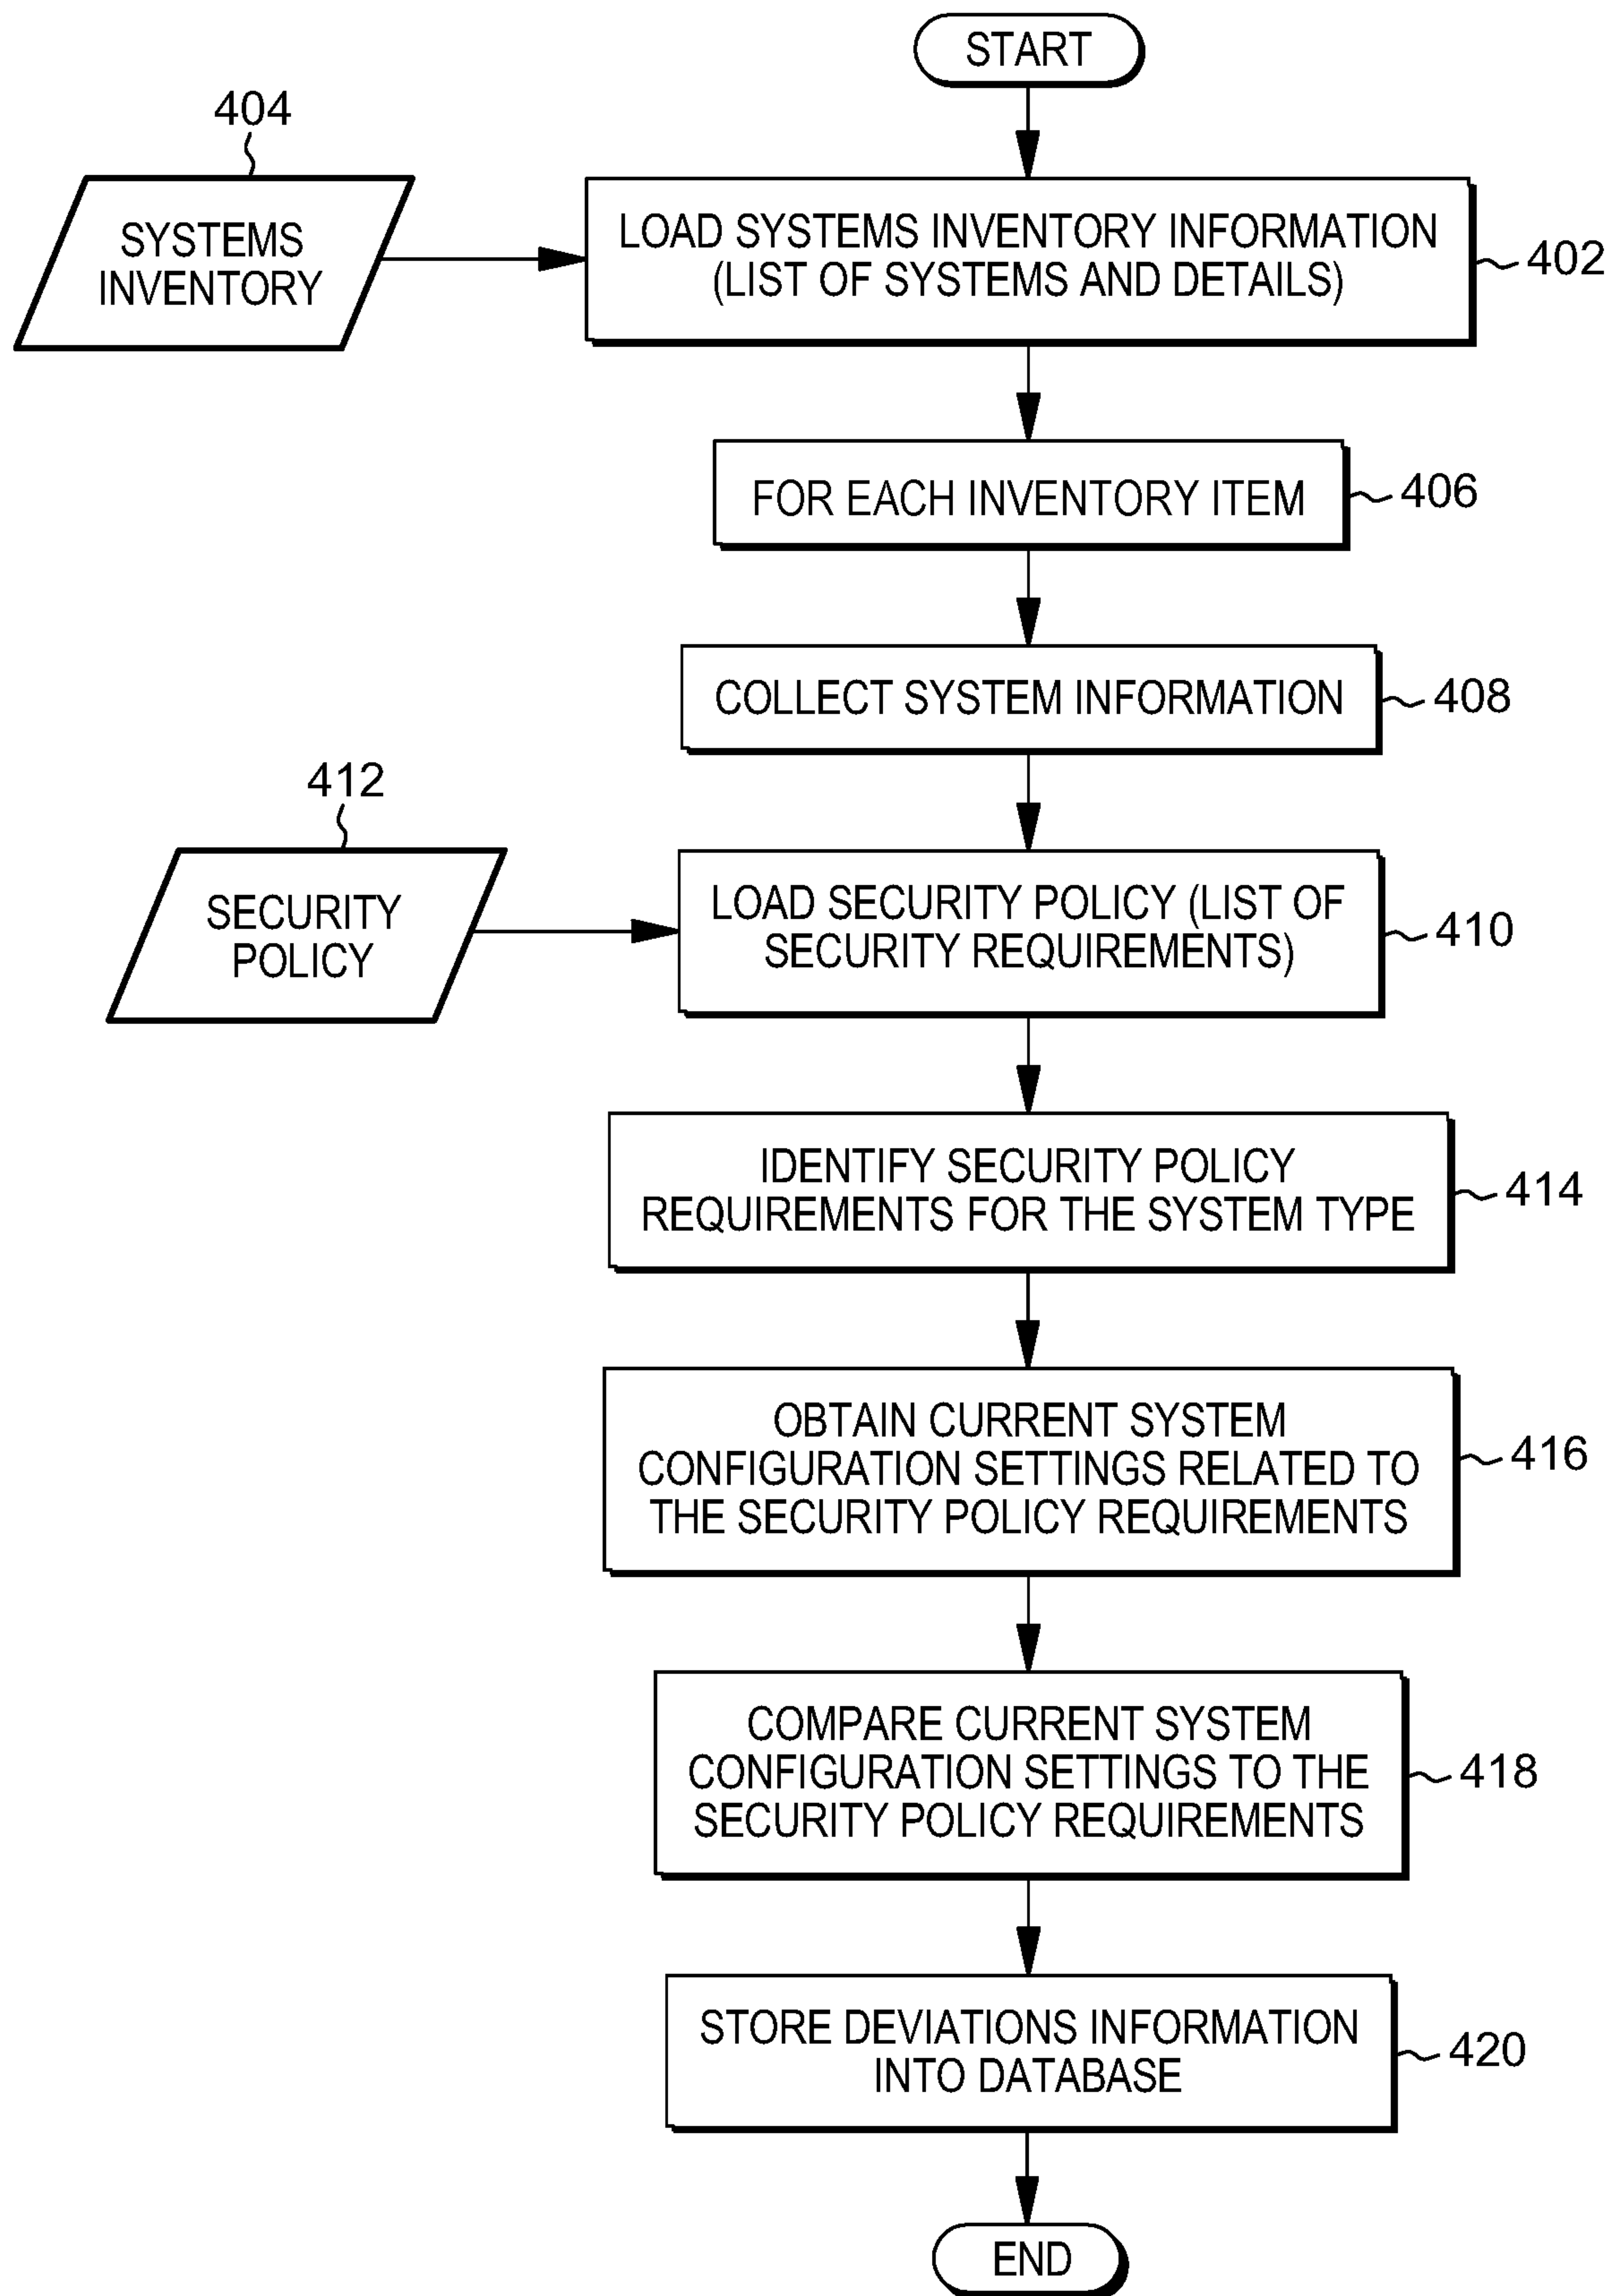 START
404
SYSTEMS
INVENTORY
LOAD SYSTEMS INVENTORY INFORMATION
(LIST OF SYSTEMS AND DETAILS)
402
FOR EACH INVENTORY ITEM
406
COLLECT SYSTEM INFORMATION
408
412
SECURITY
POLICY
LOAD SECURITY POLICY (LIST OF
SECURITY REQUIREMENTS)
410
IDENTIFY SECURITY POLICY
REQUIREMENTS FOR THE SYSTEM TYPE
414
OBTAIN CURRENT SYSTEM
CONFIGURATION SETTINGS RELATED TO
THE SECURITY POLICY REQUIREMENTS
416
COMPARE CURRENT SYSTEM
CONFIGURATION SETTINGS TO THE
SECURITY POLICY REQUIREMENTS
418
STORE DEVIATIONS INFORMATION
INTO DATABASE
420
END